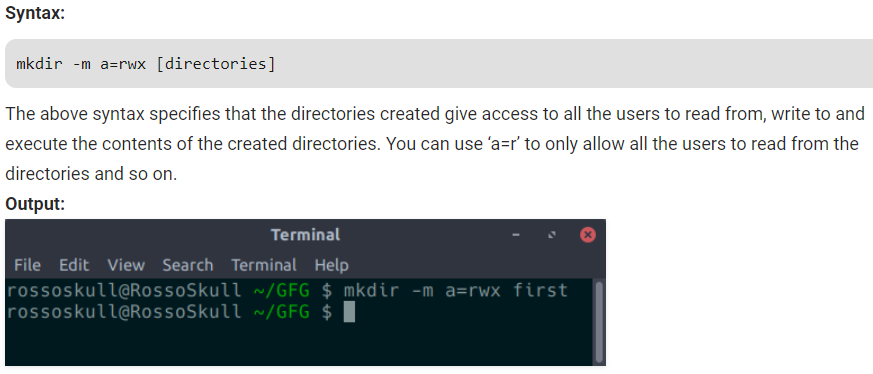 Syntax:
mkdir -m a=rwx [directories]
The above syntax specifies that the directories created give access to all the users to read from, write to and
execute the contents of the created directories. You can use ‘a=r’ to only allow all the users to read from the
directories and so on.
Output:
Terminal
File Edit View Search Terminal Help
rossoskull@RossoSkull ~/GFG $ mkdir -m a=rwx first
rossoskull@RossoSkull ~/GFG $